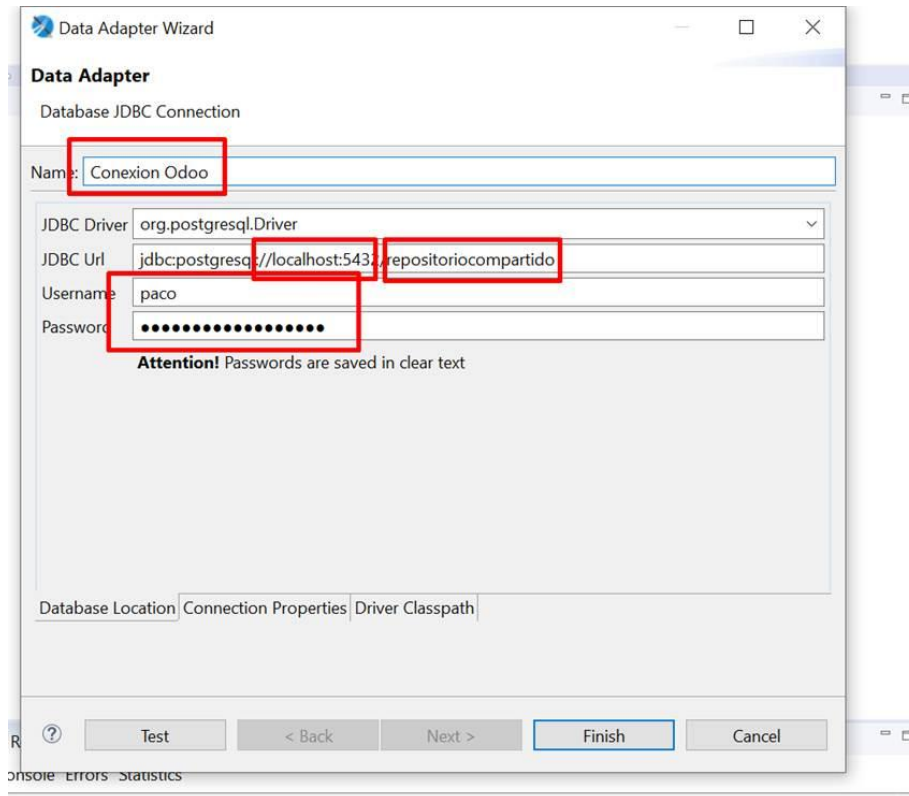 Data Adapter Wizard
Data Adapter
Database JDBC Connection
Name: Conexion Odoo
JDBC Driver org.postgresql.Driver
JDBC Url jdbc:postgresql://localhost:5432/repositoriocompartido
Username paco
Password ●●●●●●●●●●●●●●●●●●
Attention! Passwords are saved in clear text
Database Location Connection Properties Driver Classpath
? Test < Back Next > Finish Cancel
R
onsole Errors Statistics